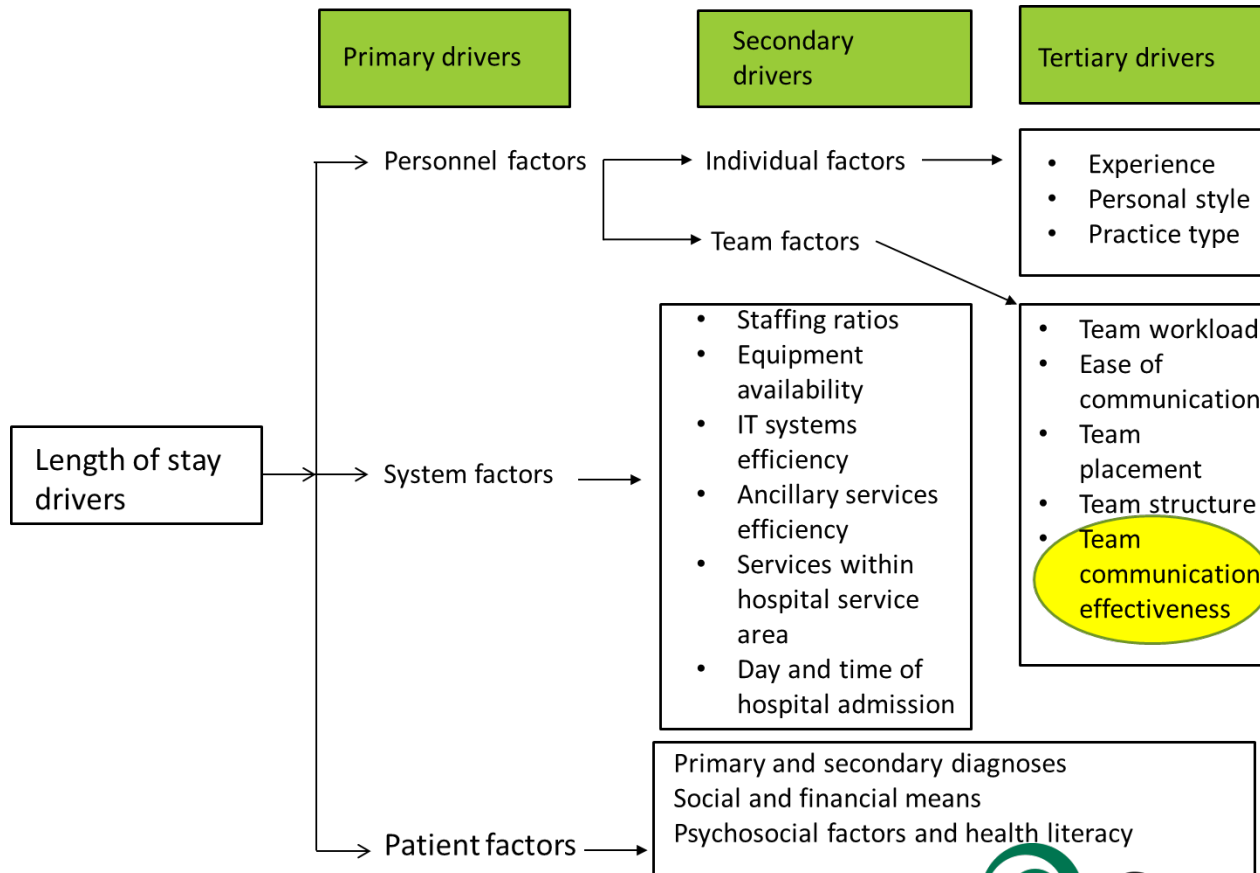 Primary drivers
Secondary
drivers
Tertiary drivers
Personnel factors
Individual factors
• Experience
• Personal style
• Practice type
Team factors
• Staffing ratios
• Equipment
availability
• IT systems
efficiency
• Ancillary services
efficiency
• Services within
hospital service
area
• Day and time of
hospital admission
• Team workload
• Ease of
communication
• Team
placement
• Team structure
• Team
communication
effectiveness
Length of stay
drivers
System factors
Patient factors
Primary and secondary diagnoses
Social and financial means
Psychosocial factors and health literacy